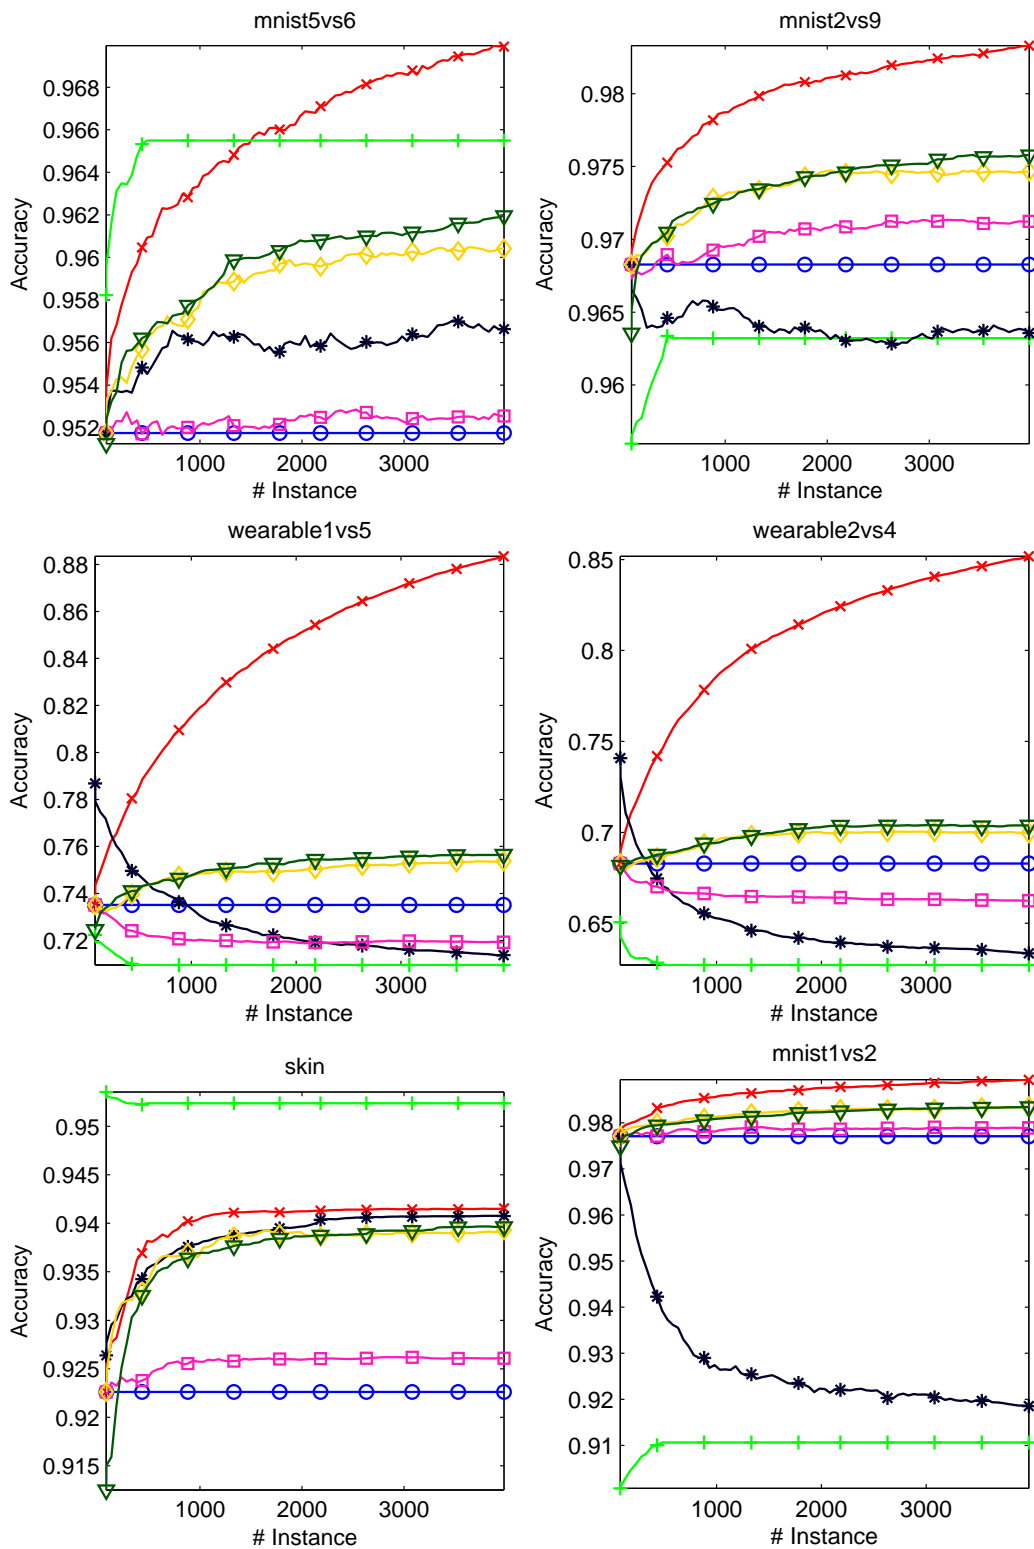 mnist5vs6
0.968
0.966
0.964
0.962
0.96
0.958
0.956
0.954
0.952
Accuracy
1000 2000 3000
# Instance
mnist2vs9
0.98
0.975
0.97
0.965
0.96
Accuracy
1000 2000 3000
# Instance
wearable1vs5
0.88
0.86
0.84
0.82
0.8
0.78
0.76
0.74
0.72
Accuracy
1000 2000 3000
# Instance
wearable2vs4
0.85
0.8
0.75
0.7
0.65
Accuracy
1000 2000 3000
# Instance
skin
0.95
0.945
0.94
0.935
0.93
0.925
0.92
0.915
Accuracy
1000 2000 3000
# Instance
mnist1vs2
0.98
0.97
0.96
0.95
0.94
0.93
0.92
0.91
Accuracy
1000 2000 3000
# Instance